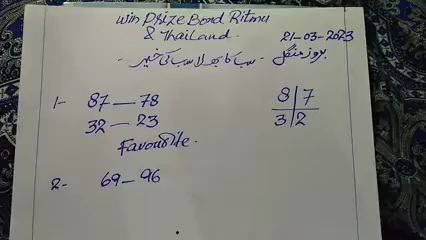 Win Prize Bond Ritmu
& Thailand.
21-03-2023
بروز منگل - سب کا بھلا سب کی خیر -
1- 87 — 78
32 — 23
8 | 7
3 | 2
Favourite.
2- 69 — 96